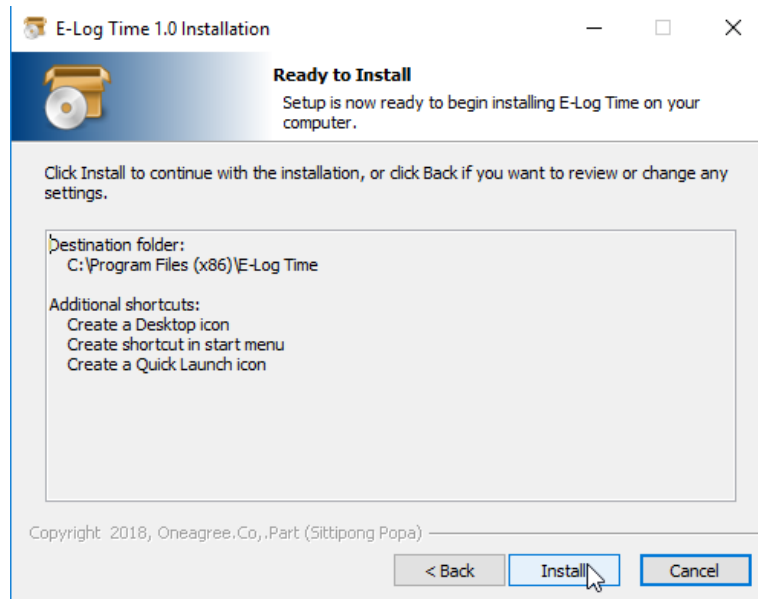 E-Log Time 1.0 Installation
Ready to Install
Setup is now ready to begin installing E-Log Time on your
computer.
Click Install to continue with the installation, or click Back if you want to review or change any
settings.
Destination folder:
C:\Program Files (x86)\E-Log Time
Additional shortcuts:
Create a Desktop icon
Create shortcut in start menu
Create a Quick Launch icon
Copyright 2018, Oneagree.Co,.Part (Sittipong Popa)
< Back
Install
Cancel